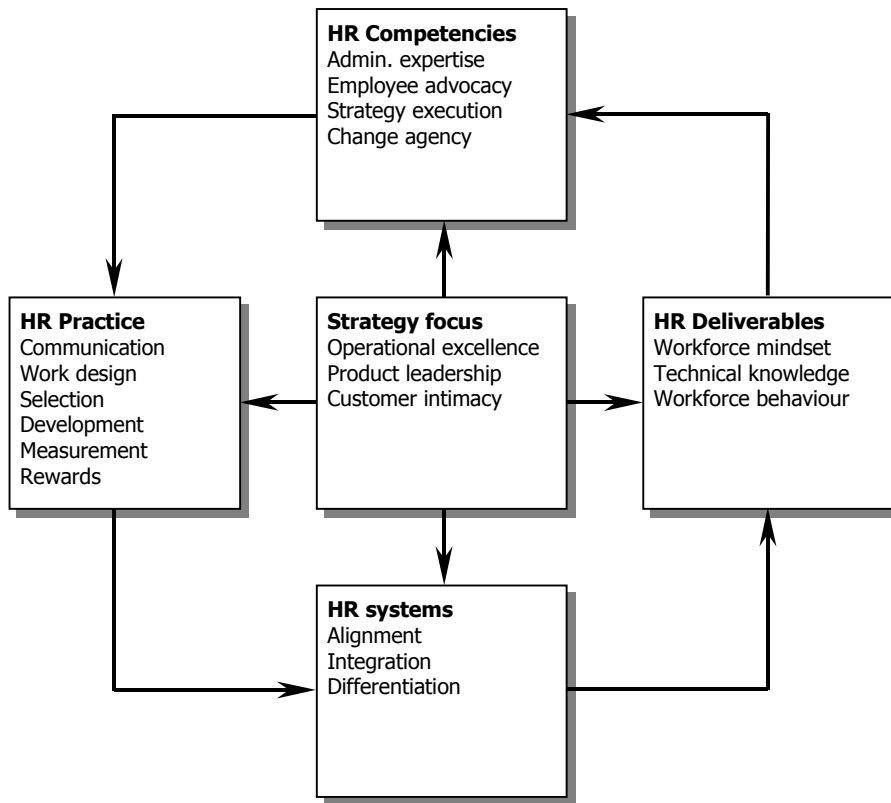 HR Competencies
Admin. expertise
Employee advocacy
Strategy execution
Change agency
HR Practice
Communication
Work design
Selection
Development
Measurement
Rewards
Strategy focus
Operational excellence
Product leadership
Customer intimacy
HR Deliverables
Workforce mindset
Technical knowledge
Workforce behaviour
HR systems
Alignment
Integration
Differentiation